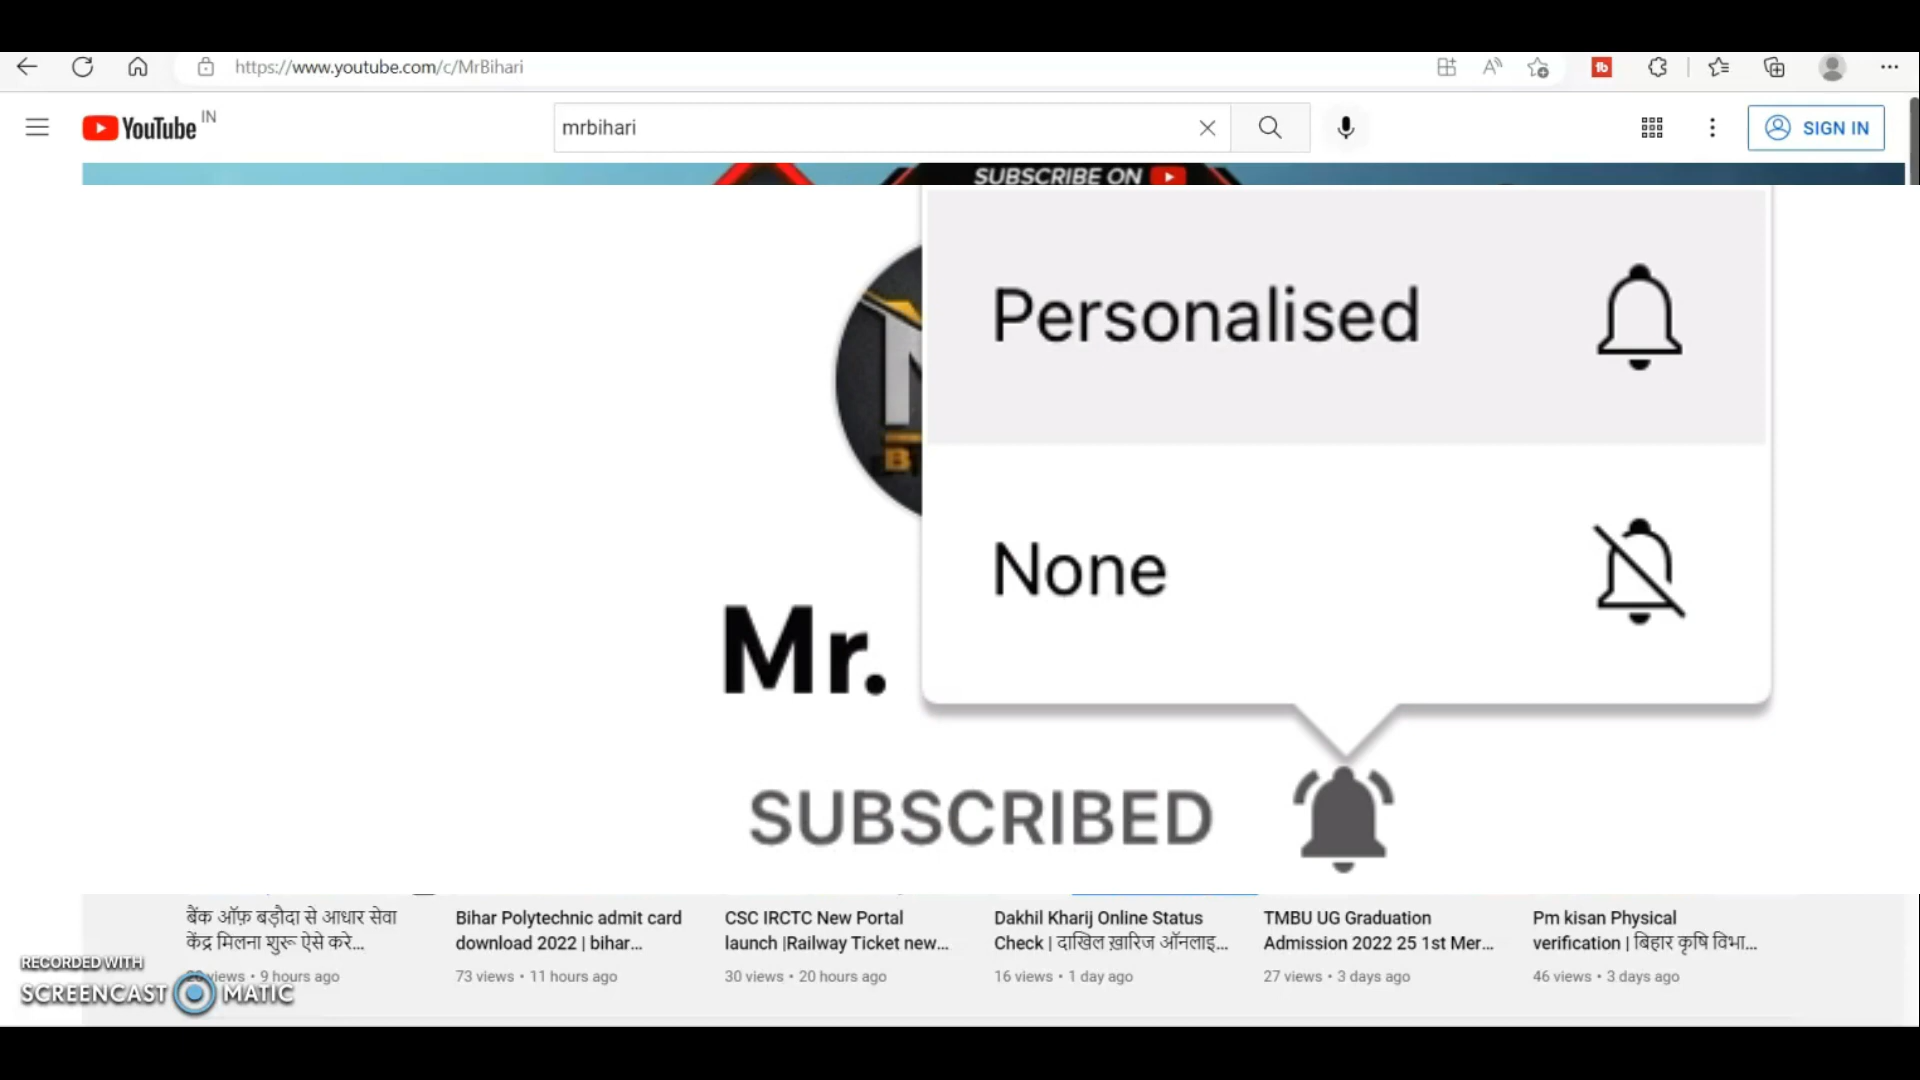 https://www.youtube.com/c/MrBihari
YouTube IN
mrbihari
SIGN IN
SUBSCRIBE ON
Personalised
None
Mr.
SUBSCRIBED
बैंक ऑफ़ बड़ौदा से आधार सेवा
केंद्र मिलना शुरू ऐसे करे...
views • 9 hours ago
Bihar Polytechnic admit card
download 2022 | bihar...
73 views • 11 hours ago
CSC IRCTC New Portal
launch |Railway Ticket new...
30 views • 20 hours ago
Dakhil Kharij Online Status
Check | दाखिल ख़ारिज ऑनलाइ...
16 views • 1 day ago
TMBU UG Graduation
Admission 2022 25 1st Mer...
27 views • 3 days ago
Pm kisan Physical
verification | बिहार कृषि विभा...
46 views • 3 days ago
RECORDED WITH
SCREENCAST MATIC